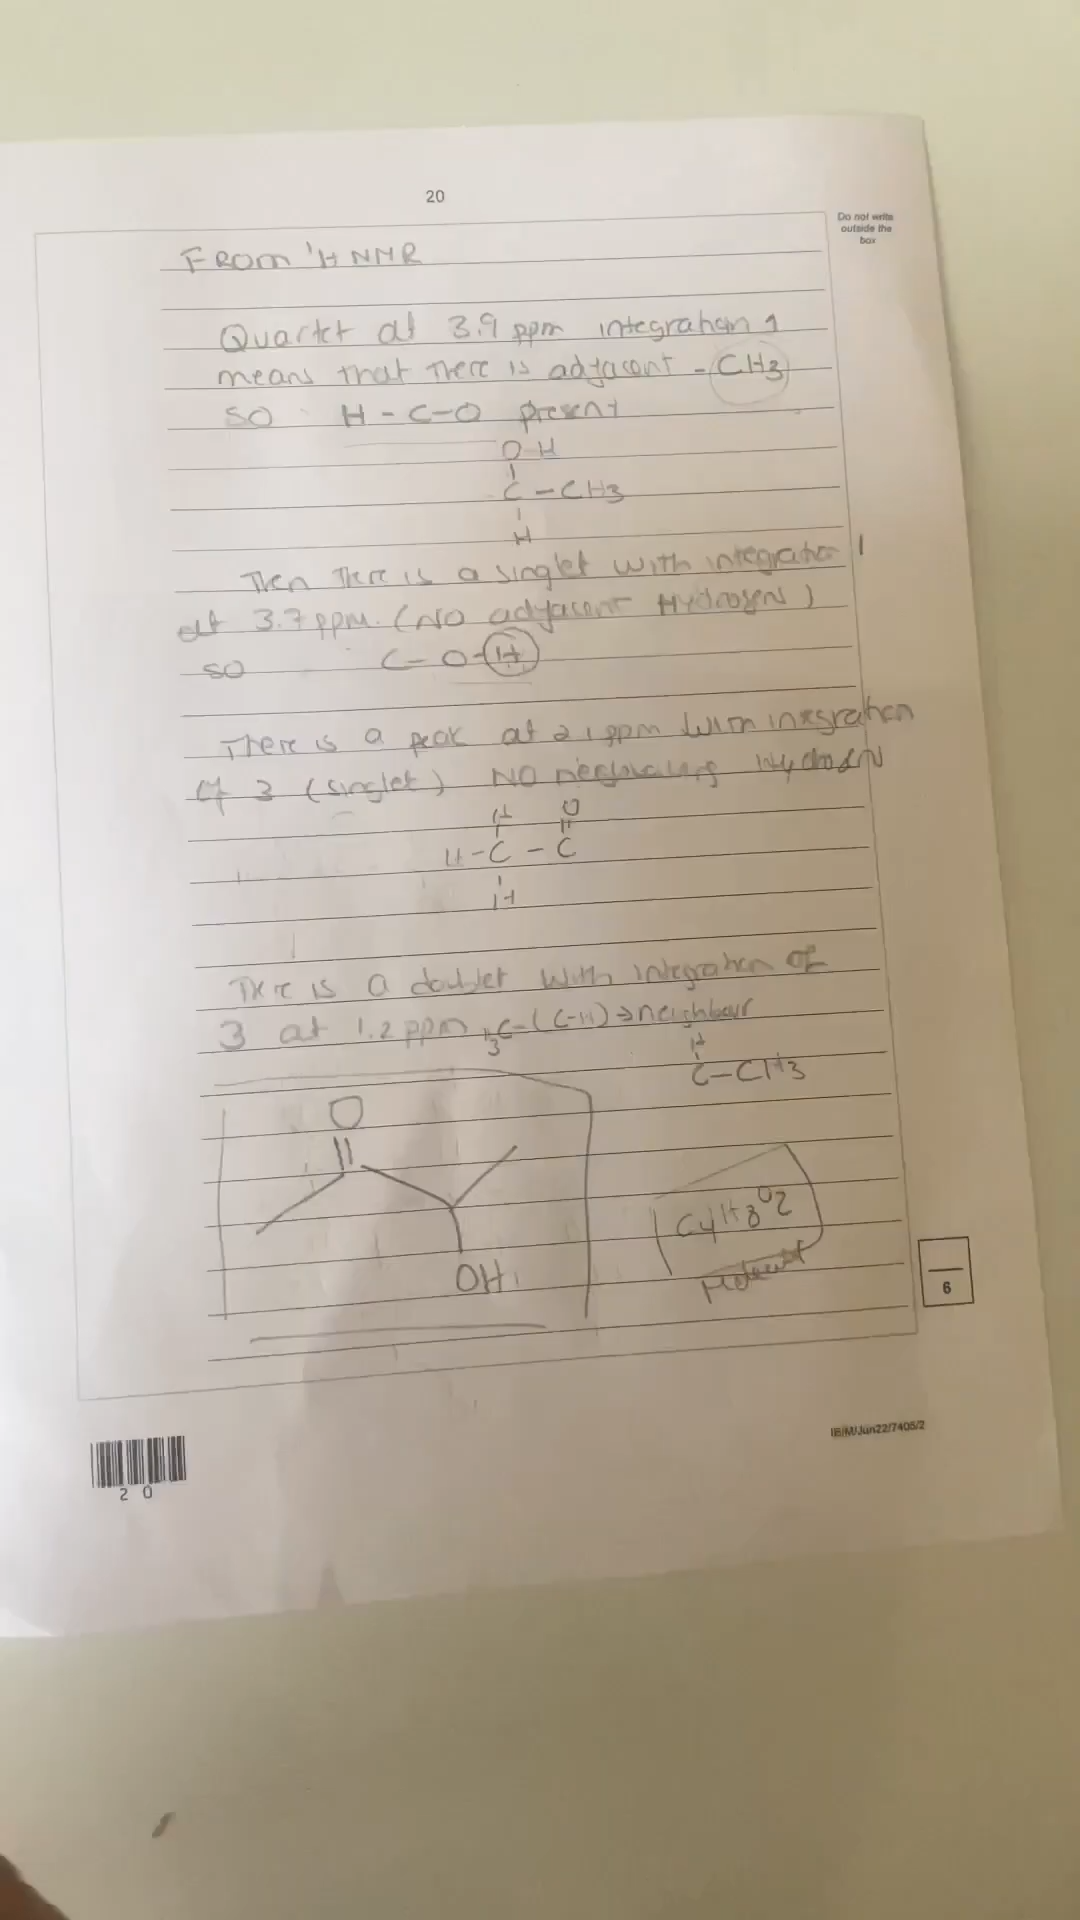 20
Do not write
outside the
box
FROM ¹H NMR
Quartet at 3.9 ppm integration 1
means that there is adjacent - CH3
SO H - C - O present
O-H
C - CH3
H
Then there is a singlet with integration 1
at 3.7 ppm. (NO adjacent Hydrogens)
so C - O - H
There is a peak at 2.1 ppm with integration
of 3 (singlet) NO neighbouring Hydrogen
H O
H - C - C
H
There is a doublet with integration of
3 at 1.2 ppm H3C-(C-H) → neighbour
H
C - CH3
O
OH
C4H8O2
6
20
IB/M/Jun22/7405/2